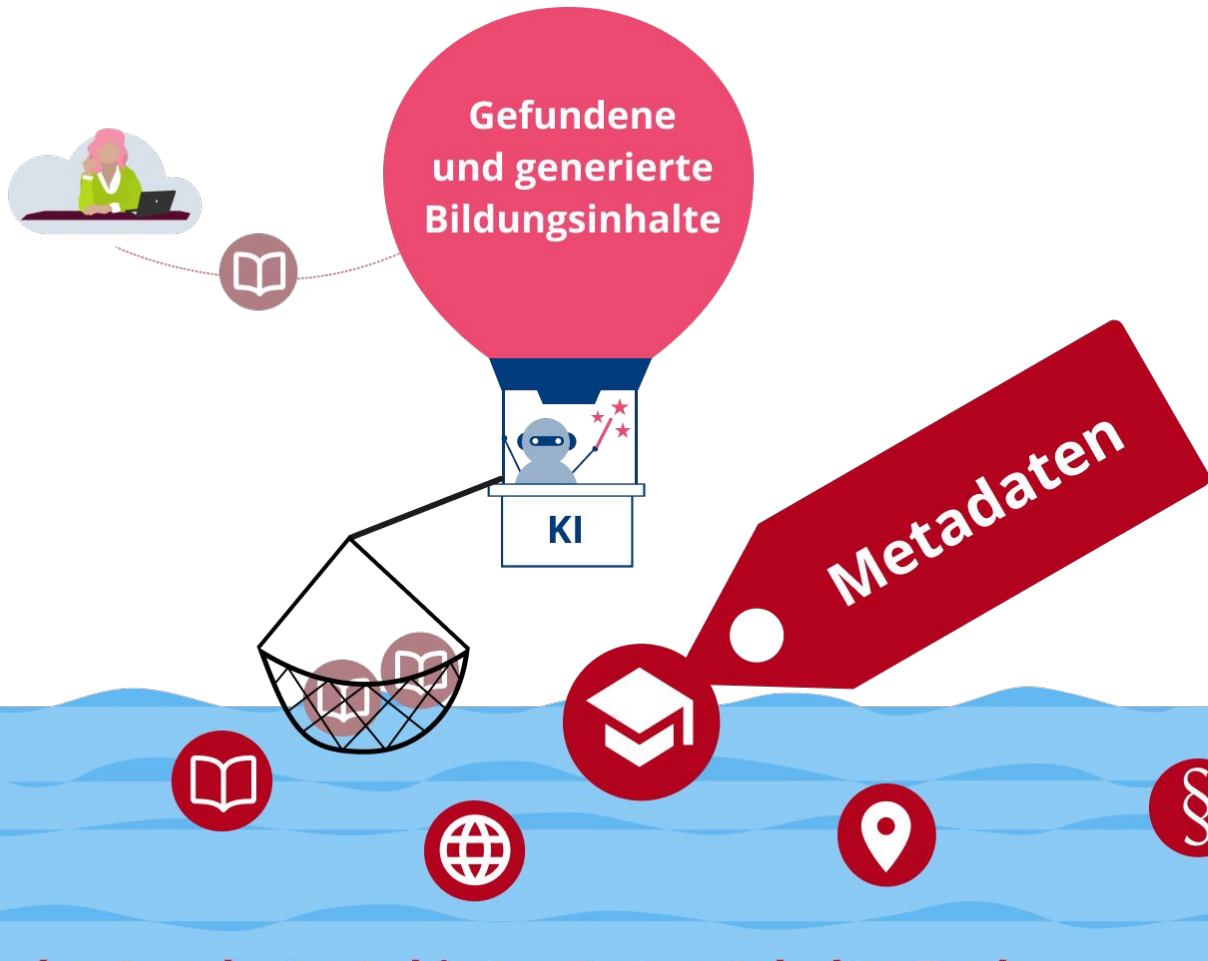 Gefundene
und generierte
Bildungsinhalte
KI
Metadaten
§